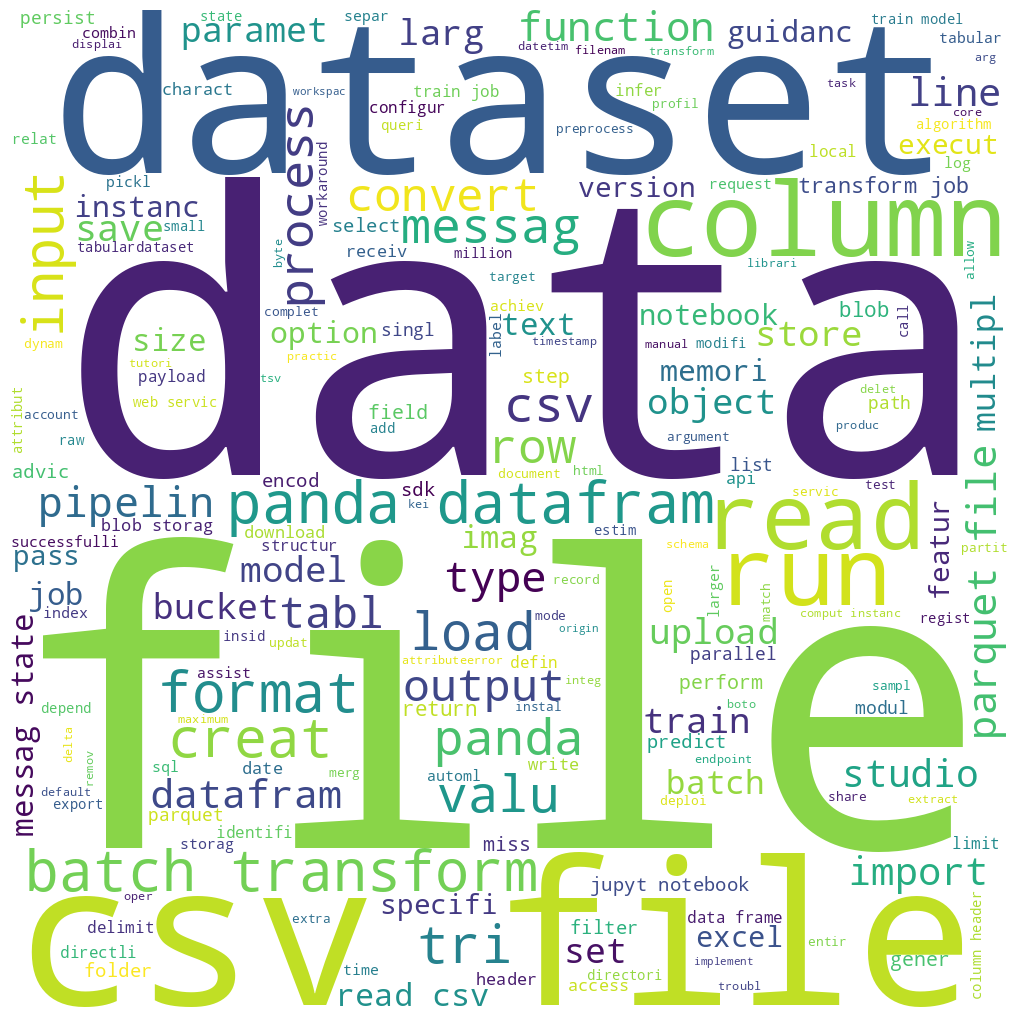 dataset
data
file
csv file
column
read
run
panda datafram
batch transform
parquet file
multipl
input
process
convert
messag
function
paramet
larg
guidanc
line
execut
train model
tabular
arg
task
core
algorithm
log
local
persist
combin
displai
state
separ
datetim
filenam
transform
charact
workspac
train job
configur
queri
infer
profil
preprocess
relat
pickl
instanc
save
small
tabulardataset
workaround
select
receiv
version
request
transform job
million
librari
allow
byte
target
dynam
size
tutori
payload
web servic
complet
option
practic
singl
tsv
achiev
label
text
timestamp
step
csv
field
add
row
notebook
manual
modifi
store
blob
call
memori
object
delet
path
produc
argument
list
api
attribut
account
raw
advic
document
html
encod
sdk
kei
pipelin
blob storag
successfulli
pass
download
structur
imag
estim
schema
servic
test
featur
partit
job
index
model
bucket
tabl
type
record
mode
origin
load
insid
updat
upload
open
larger
match
comput instanc
regist
parallel
messag state
assist
format
attributeerror
defin
output
return
instal
integ
perform
sampl
modul
boto
depend
maximum
creat
panda
train
predict
endpoint
delta
remov
sql
date
merg
automl
write
batch
studio
default
export
datafram
valu
deploi
share
extract
parquet
identifi
storag
miss
limit
import
oper
specifi
jupyt notebook
delimit
extra
tri
filter
set
data frame
excel
implement
troubl
entir
gener
column header
directli
folder
time
header
directori
access
read csv